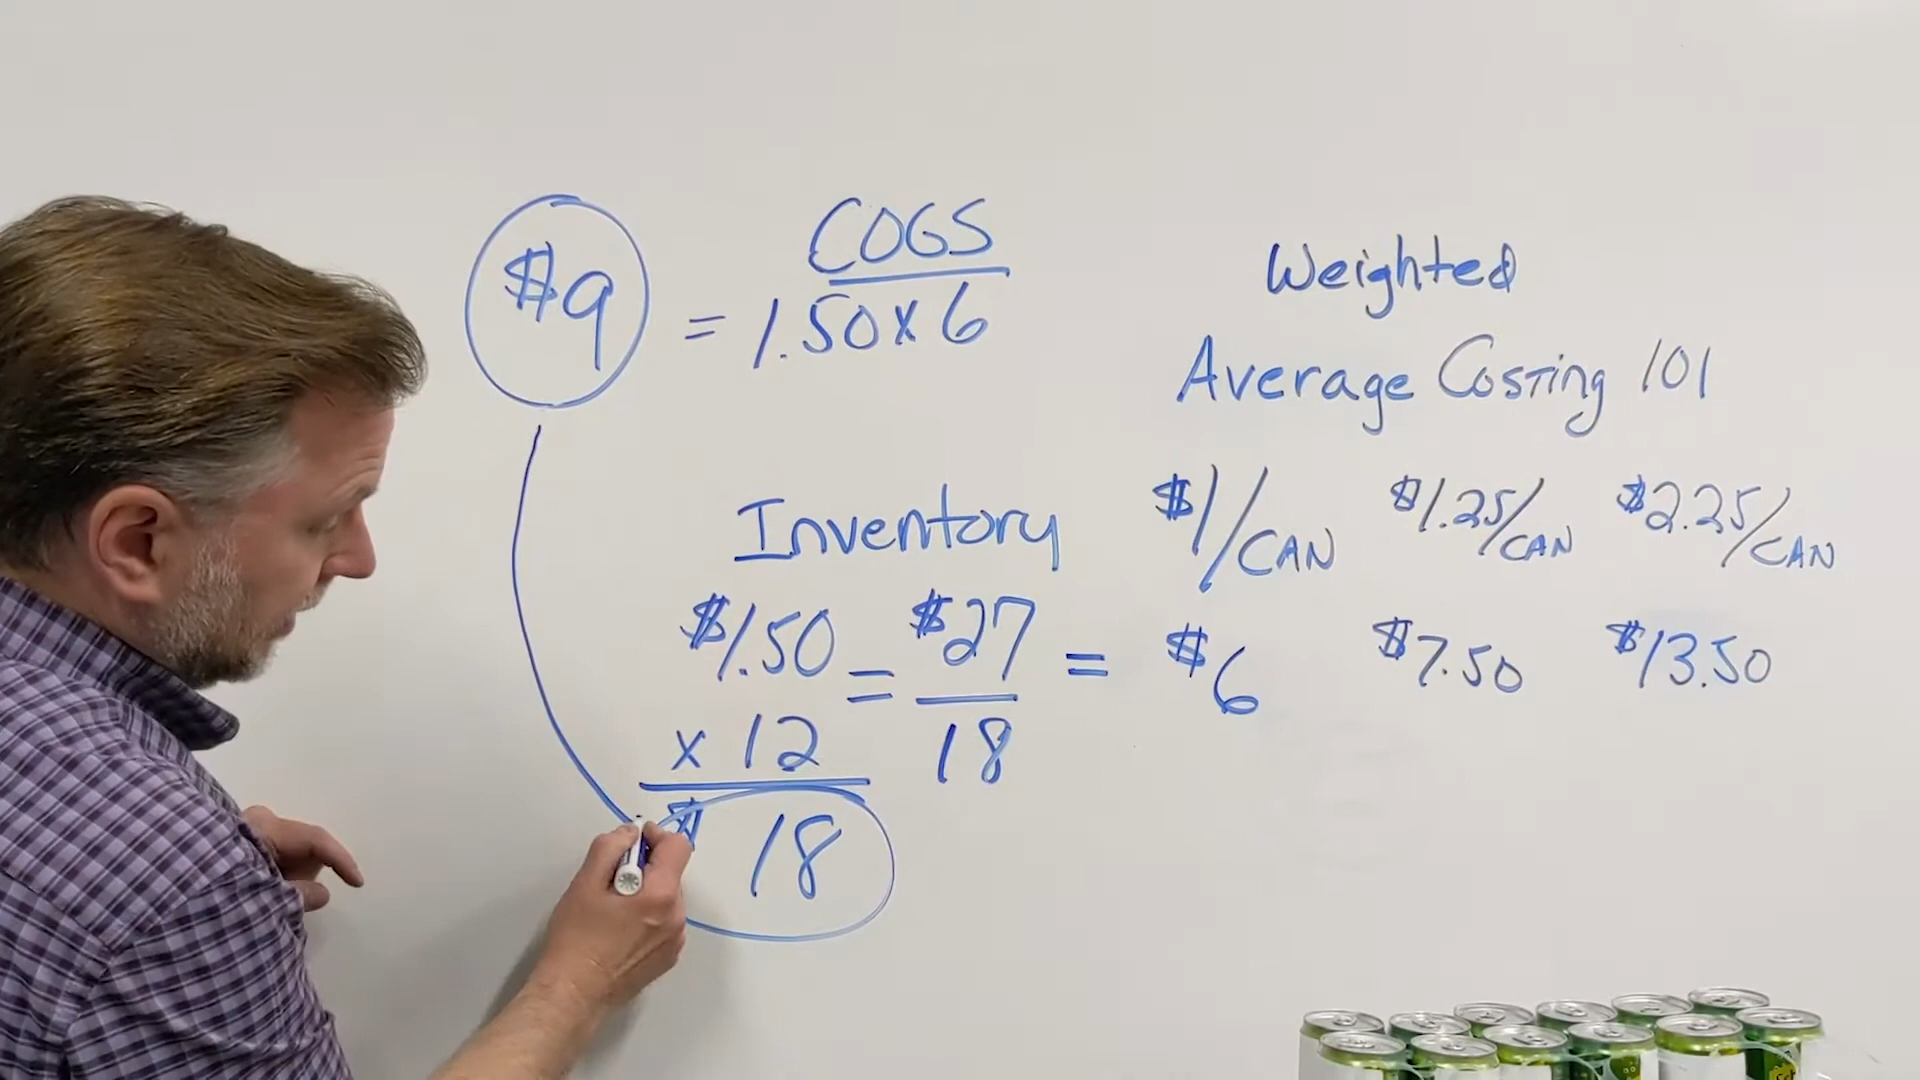 COGS
$9 = 1.50 x 6
Weighted
Average Costing 101
Inventory
$1/CAN $1.25/CAN $2.25/CAN
$1.50 = $27/18 = $6 $7.50 $13.50
x 12
$ 18